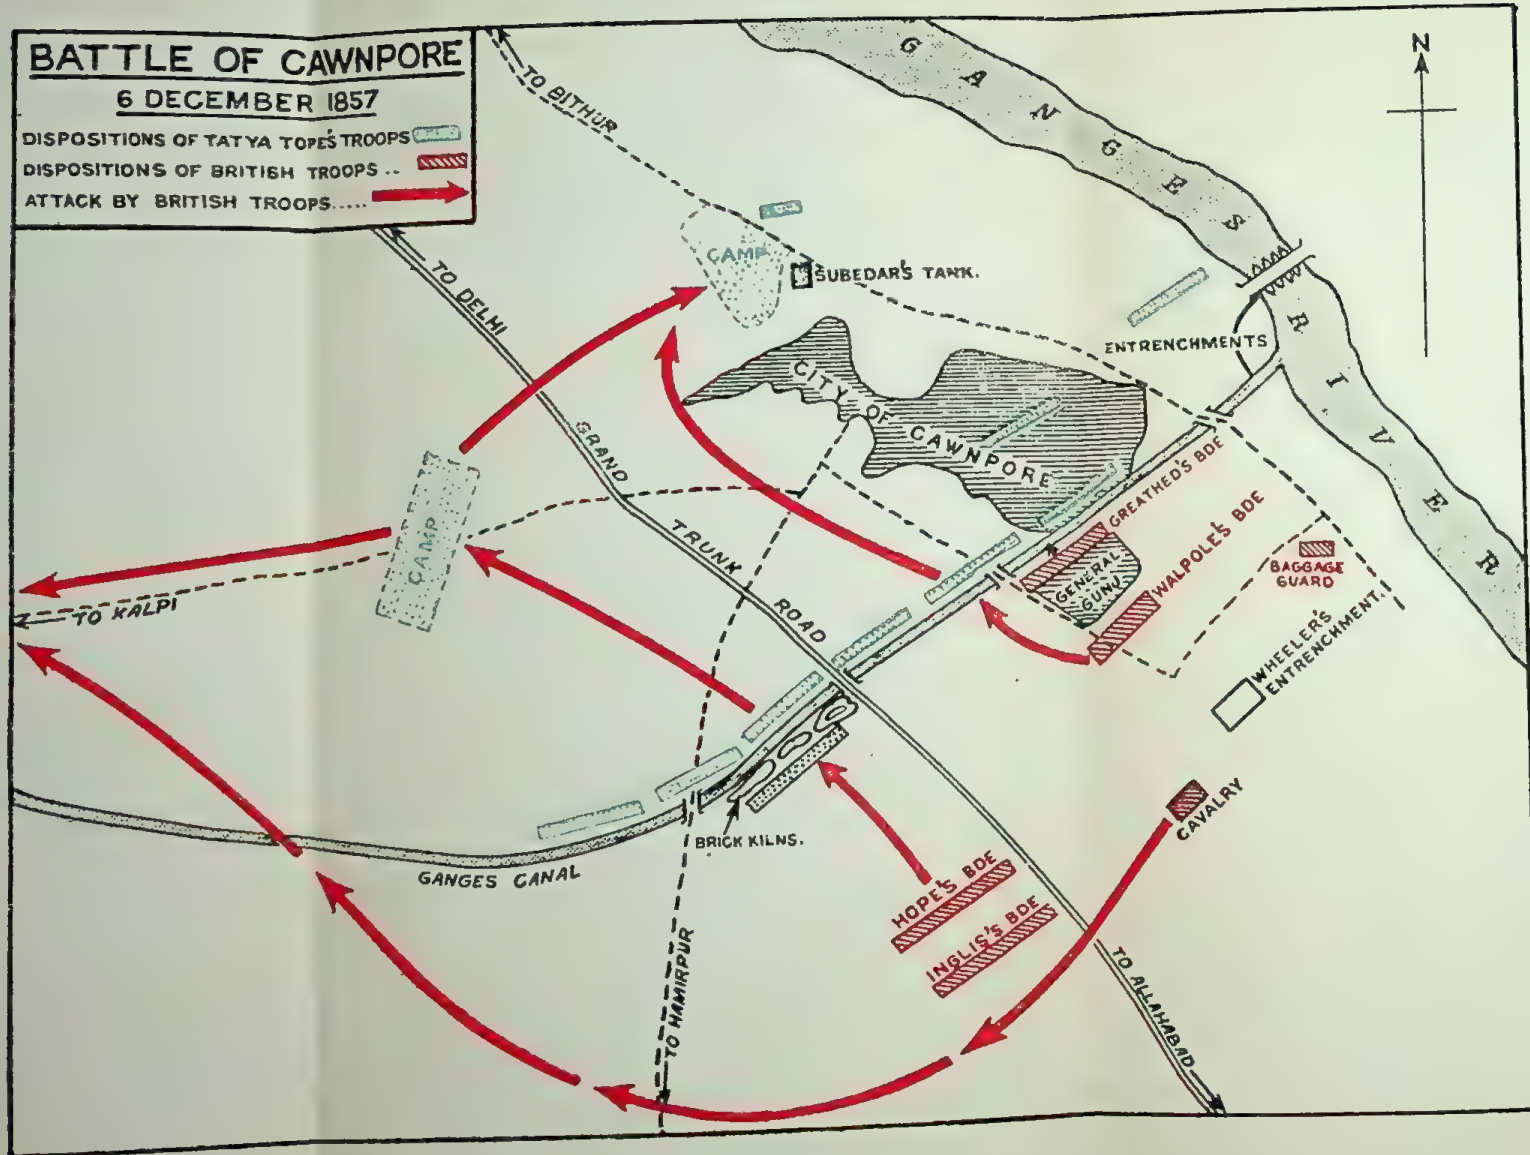 BATTLE OF CAWNPORE
6 DECEMBER 1857
DISPOSITIONS OF TATYA TOPE'S TROOPS
DISPOSITIONS OF BRITISH TROOPS ..
ATTACK BY BRITISH TROOPS.....
N
GANGES RIVER
TO BITHUR
TO DELHI
CAMP
SUBEDAR'S TANK.
ENTRENCHMENTS
CITY OF CAWNPORE
GRAND TRUNK ROAD
GREATHED'S BDE
WALPOLE'S BDE
GENERAL
GUNJ
BAGGAGE
GUARD
WHEELER'S
ENTRENCHMENT.
CAMP
TO KALPI
CAVALRY
BRICK KILNS.
GANGES CANAL
HOPE'S BDE
INGLIS'S BDE
TO HAMIRPUR
TO ALLAHABAD